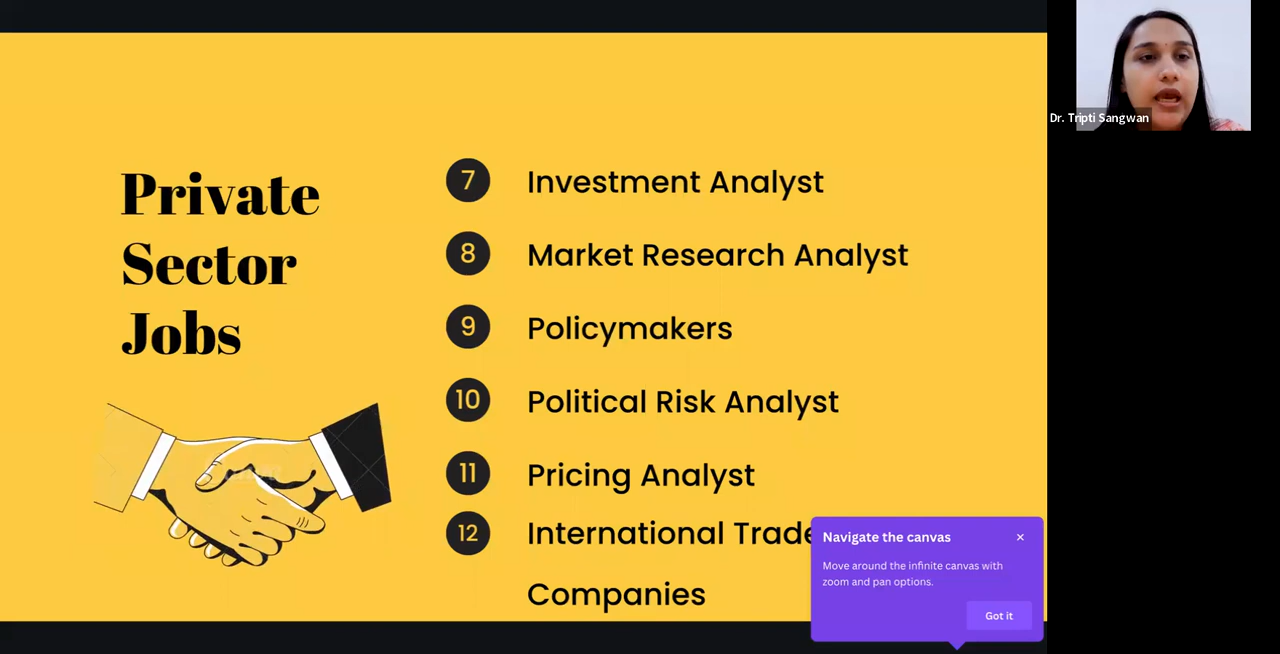 Private
Sector
Jobs
7 Investment Analyst
8 Market Research Analyst
9 Policymakers
10 Political Risk Analyst
11 Pricing Analyst
12 International Trade
Companies
Navigate the canvas ×
Move around the infinite canvas with
zoom and pan options.
Got it
Dr. Tripti Sangwan